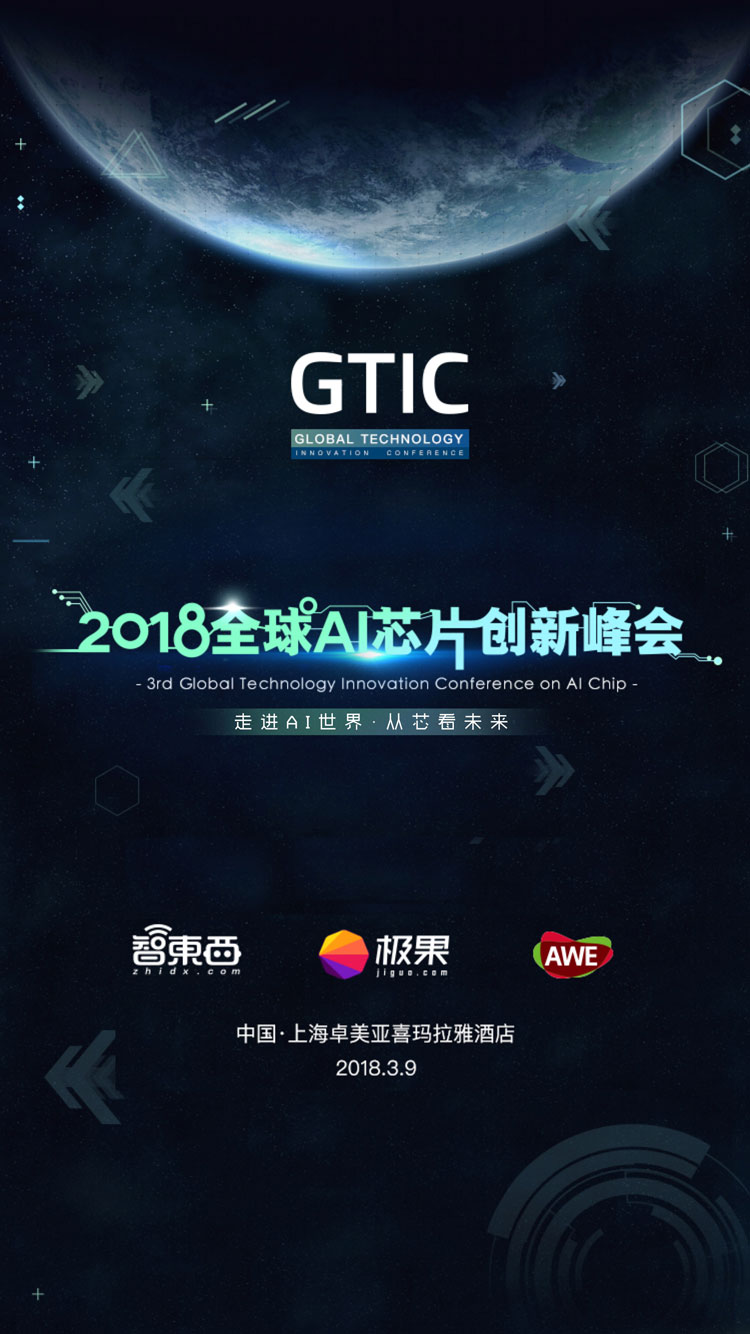 GTIC
GLOBAL TECHNOLOGY
INNOVATION CONFERENCE
2018全球AI芯片创新峰会
- 3rd Global Technology Innovation Conference on AI Chip -
走进AI世界·从芯看未来
智東西 极果 AWE
zhidx.com jiguo.com
中国·上海卓美亚喜玛拉雅酒店
2018.3.9